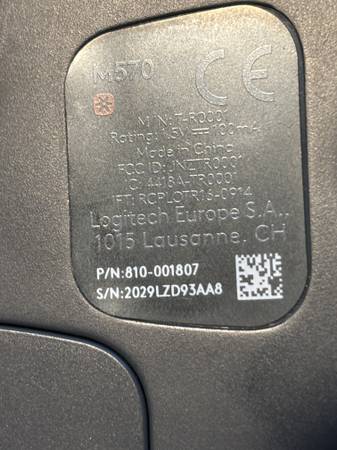 M570
CE
M/N: T-R0001
Rating: 1.5V ⎓ 100mA
Made in China
FCC ID: JNZTR0001
IC: 4418A-TR0001
IFT: RCPLOTR16-0914
Logitech Europe S.A.,
1015 Lausanne, CH
P/N:810-001807
S/N:2029LZD93AA8